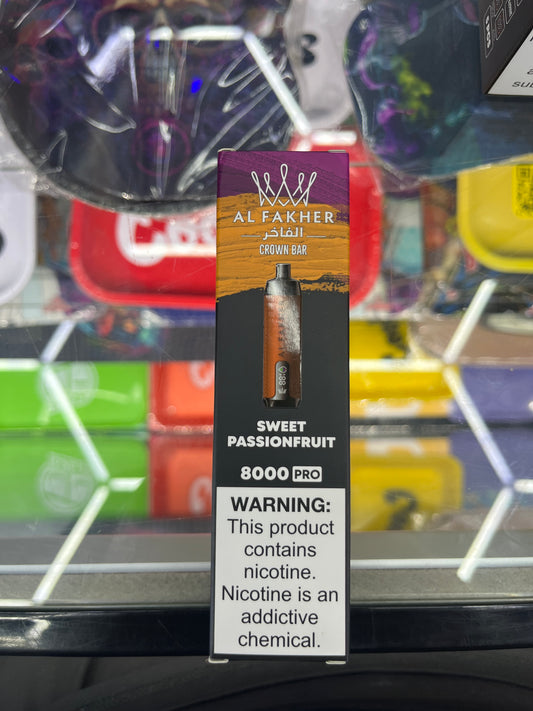 AL FAKHER
الفاخر
CROWN BAR
SWEET
PASSIONFRUIT
8000 PRO
WARNING:
This product
contains
nicotine.
Nicotine is an
addictive
chemical.